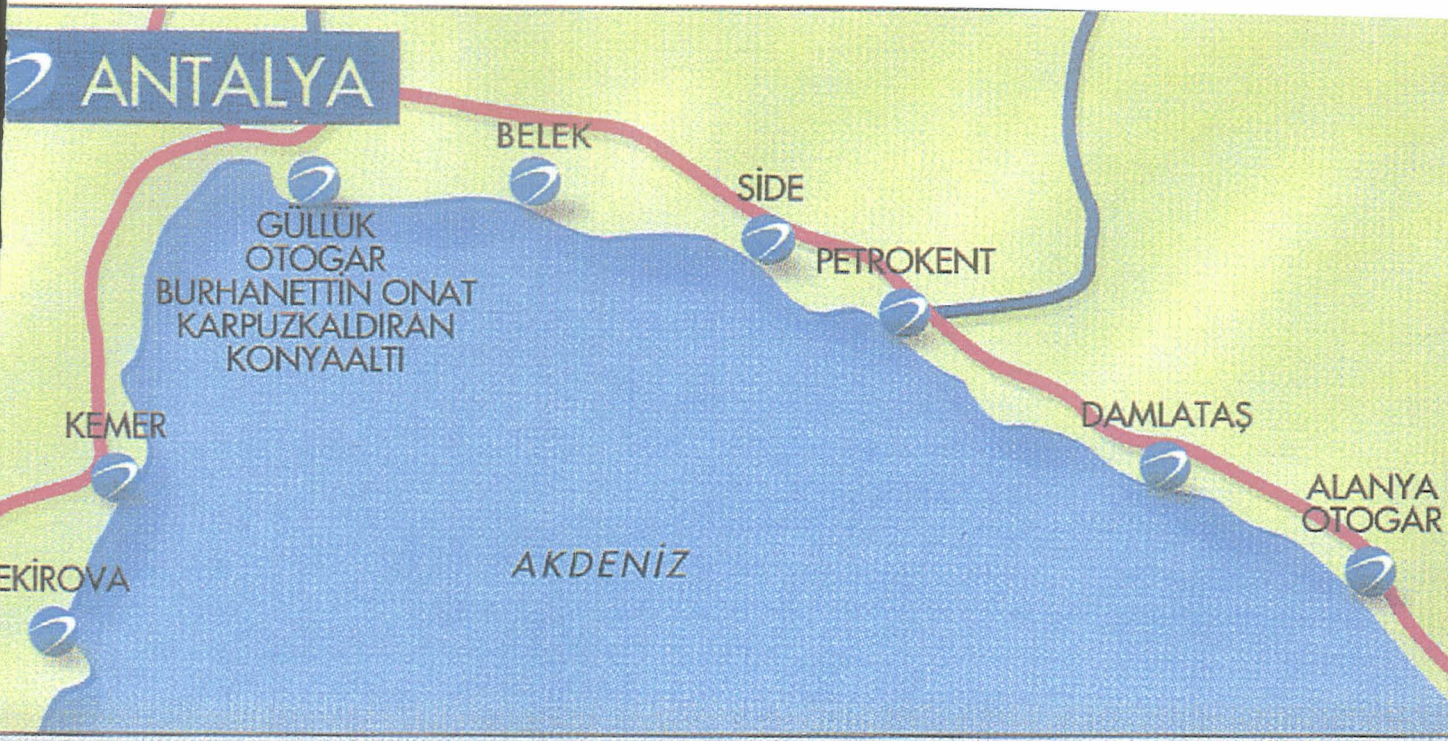 ANTALYA
BELEK
SİDE
GÜLLÜK
OTOGAR
BURHANETTİN ONAT
KARPUZKALDIRAN
KONYAALTI
PETROKENT
KEMER
DAMLATAŞ
ALANYA
OTOGAR
AKDENİZ
EKİROVA